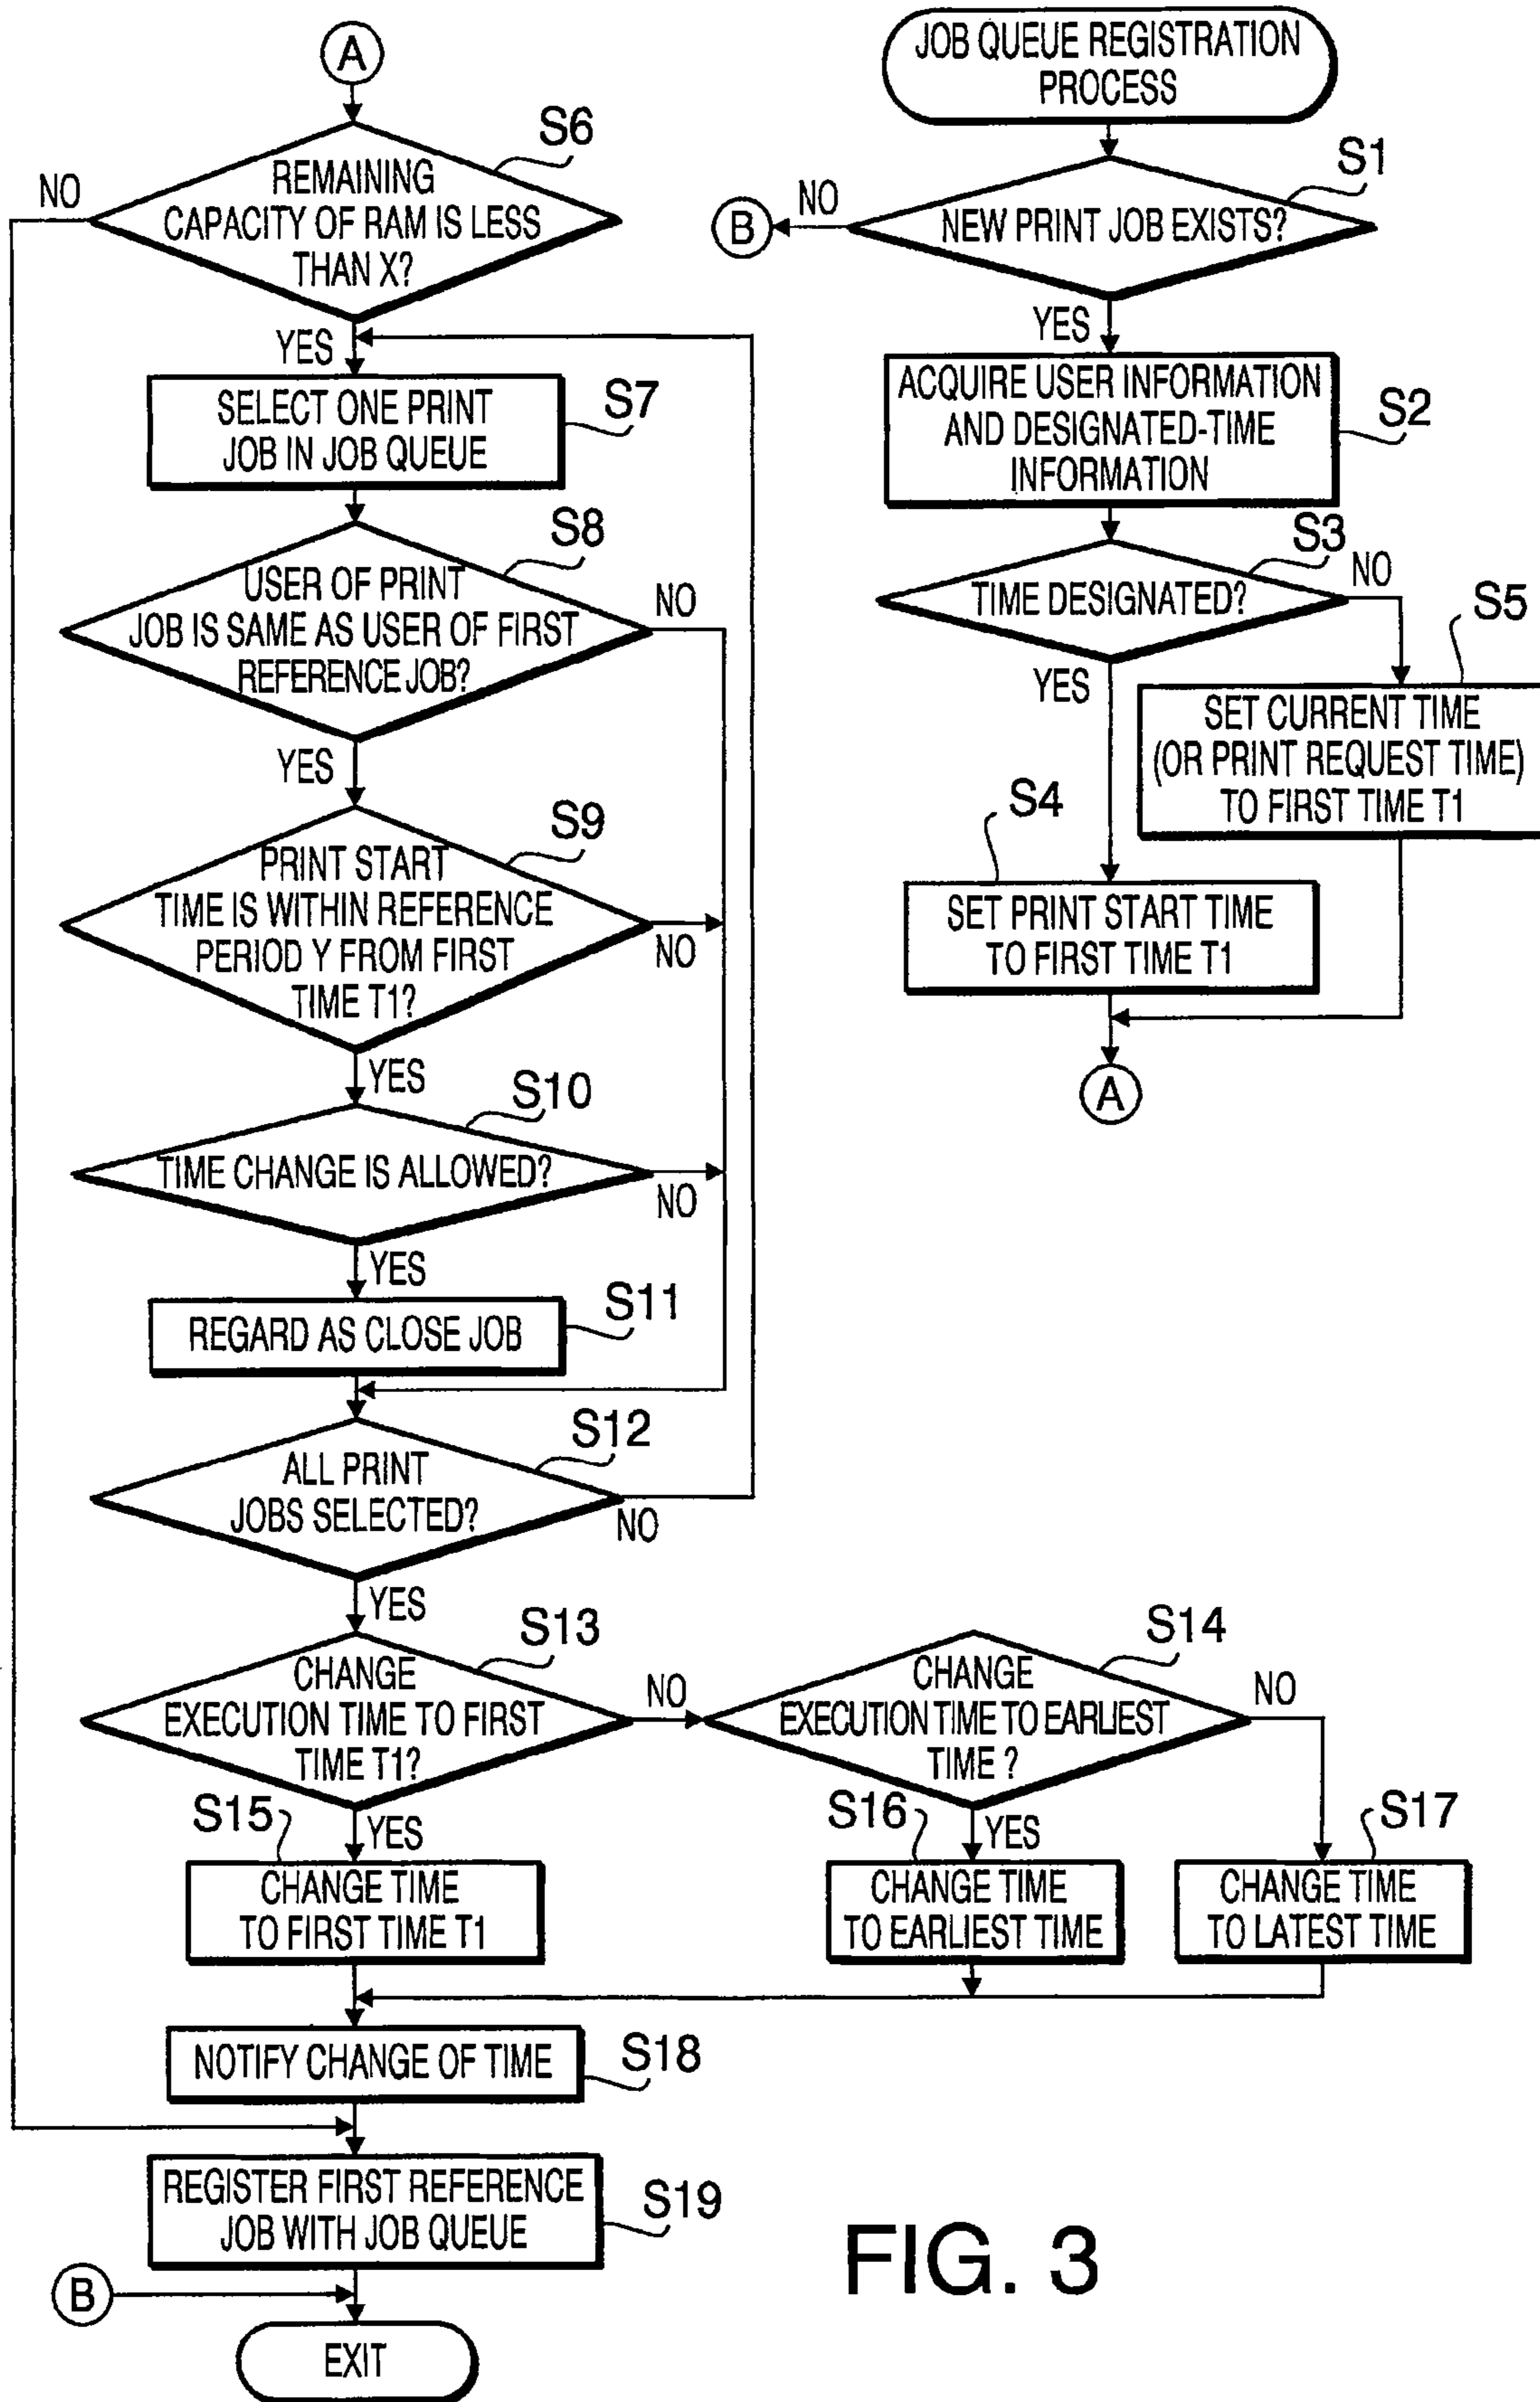 JOB QUEUE REGISTRATION
PROCESS
S1
NEW PRINT JOB EXISTS?
NO
B
YES
ACQUIRE USER INFORMATION
AND DESIGNATED-TIME
INFORMATION
S2
S3
TIME DESIGNATED?
NO
YES
S5
SET CURRENT TIME
(OR PRINT REQUEST TIME)
TO FIRST TIME T1
S4
SET PRINT START TIME
TO FIRST TIME T1
A
A
S6
REMAINING
CAPACITY OF RAM IS LESS
THAN X?
NO
YES
SELECT ONE PRINT
JOB IN JOB QUEUE
S7
S8
USER OF PRINT
JOB IS SAME AS USER OF FIRST
REFERENCE JOB?
NO
YES
S9
PRINT START
TIME IS WITHIN REFERENCE
PERIOD Y FROM FIRST
TIME T1?
NO
YES
S10
TIME CHANGE IS ALLOWED?
NO
YES
S11
REGARD AS CLOSE JOB
S12
ALL PRINT
JOBS SELECTED?
NO
YES
S13
CHANGE
EXECUTION TIME TO FIRST
TIME T1?
NO
YES
S14
CHANGE
EXECUTION TIME TO EARLIEST
TIME ?
NO
YES
S15
CHANGE TIME
TO FIRST TIME T1
S16
CHANGE TIME
TO EARLIEST TIME
S17
CHANGE TIME
TO LATEST TIME
NOTIFY CHANGE OF TIME
S18
REGISTER FIRST REFERENCE
JOB WITH JOB QUEUE
S19
B
EXIT
FIG. 3